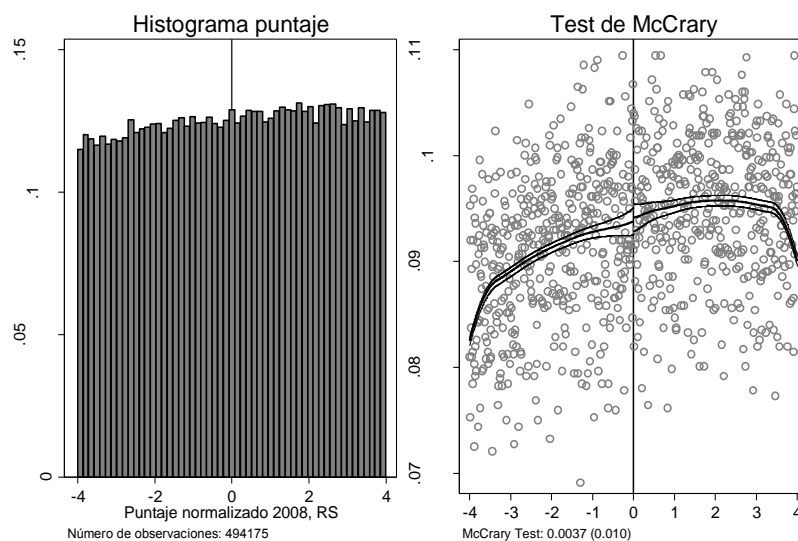 Histograma puntaje
.15
.1
.05
0
-4 -2 0 2 4
Puntaje normalizado 2008, RS
Número de observaciones: 494175
Test de McCrary
.11
.1
.09
.08
.07
-4 -3 -2 -1 0 1 2 3 4
McCrary Test: 0.0037 (0.010)